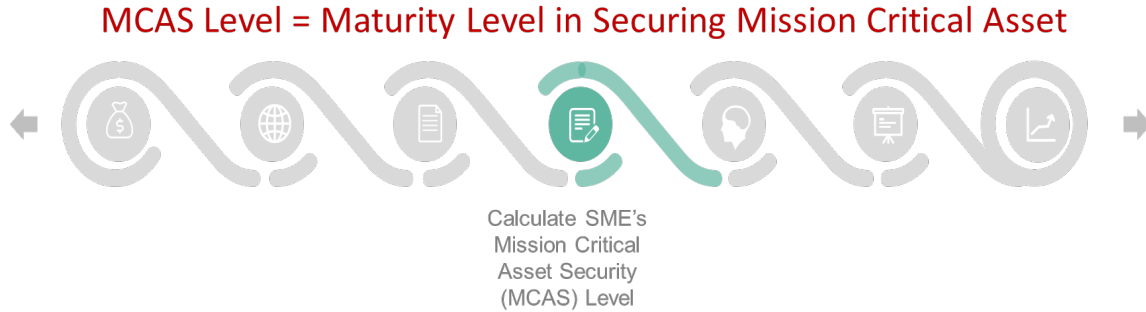 MCAS Level = Maturity Level in Securing Mission Critical Asset
$
Calculate SME's
Mission Critical
Asset Security
(MCAS) Level